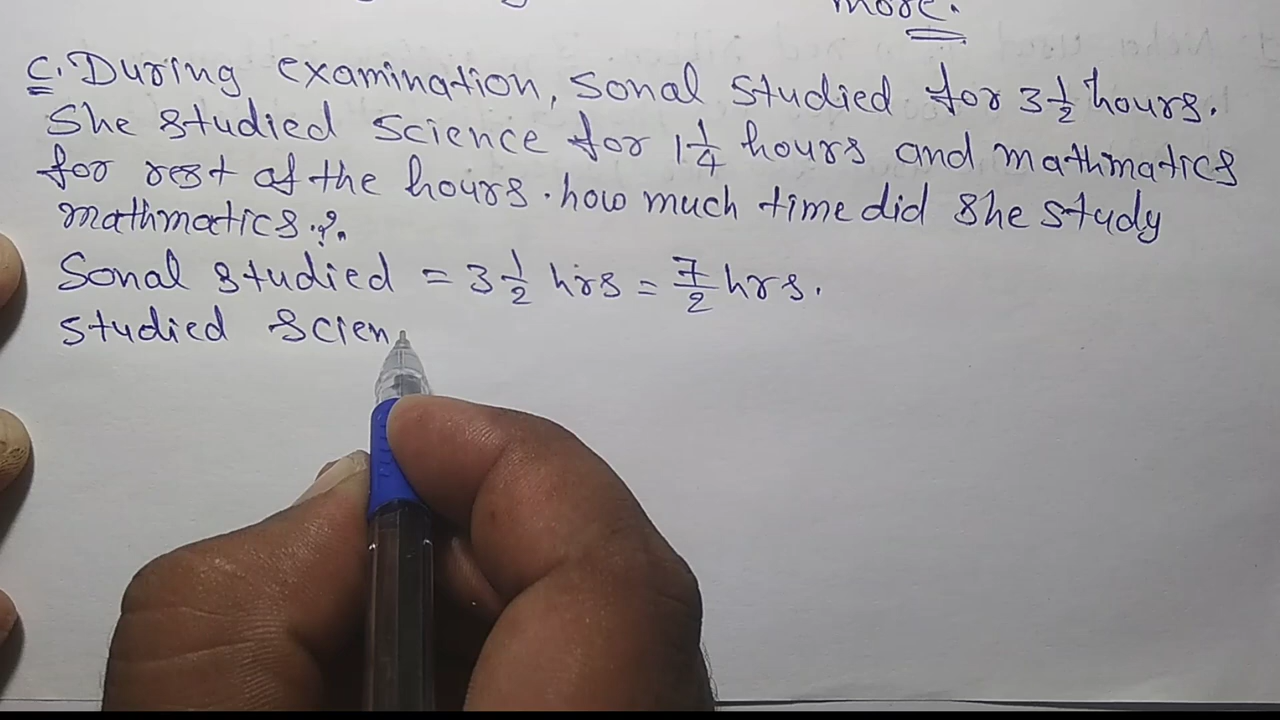 more.
C. During examination, Sonal studied for 3 1/2 hours.
She studied science for 1 1/4 hours and mathmatics
for rest of the hours. how much time did she study
mathmatics.?.
Sonal studied = 3 1/2 hrs = 7/2 hrs.
studied scien